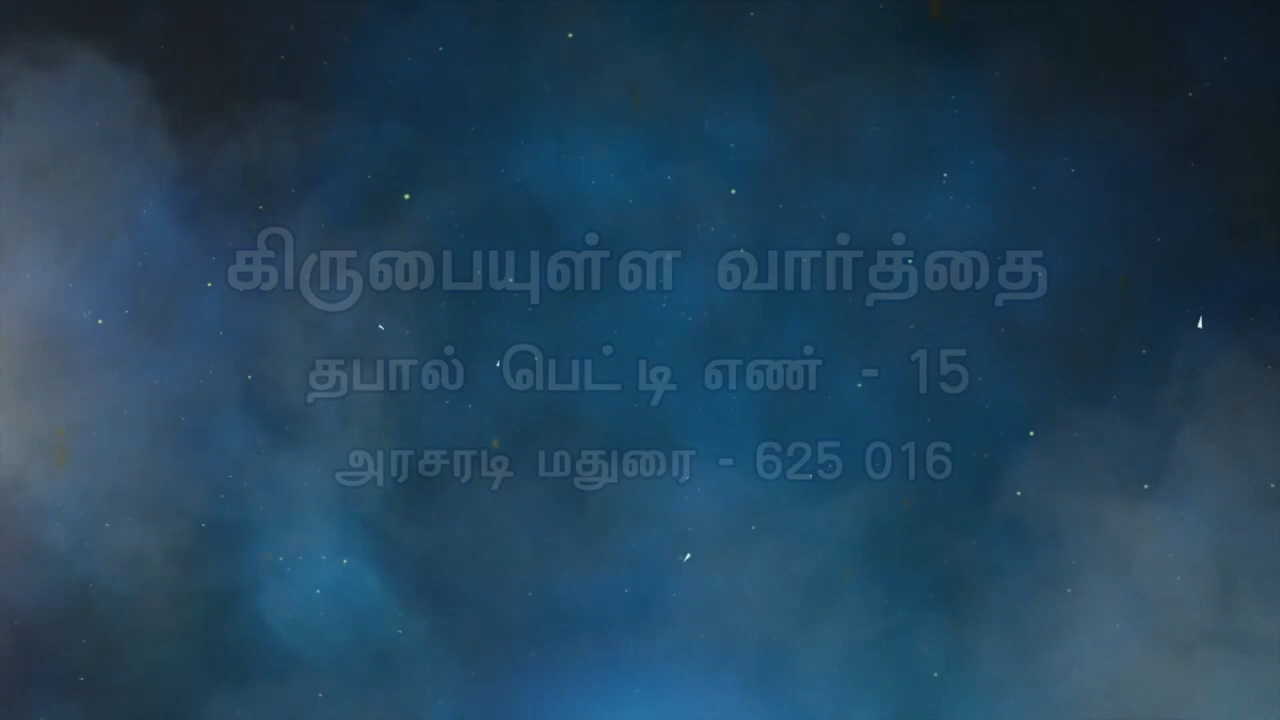 கிருபையுள்ள வார்த்தை
தபால் பெட்டி எண் - 15
அரசரடி மதுரை - 625 016